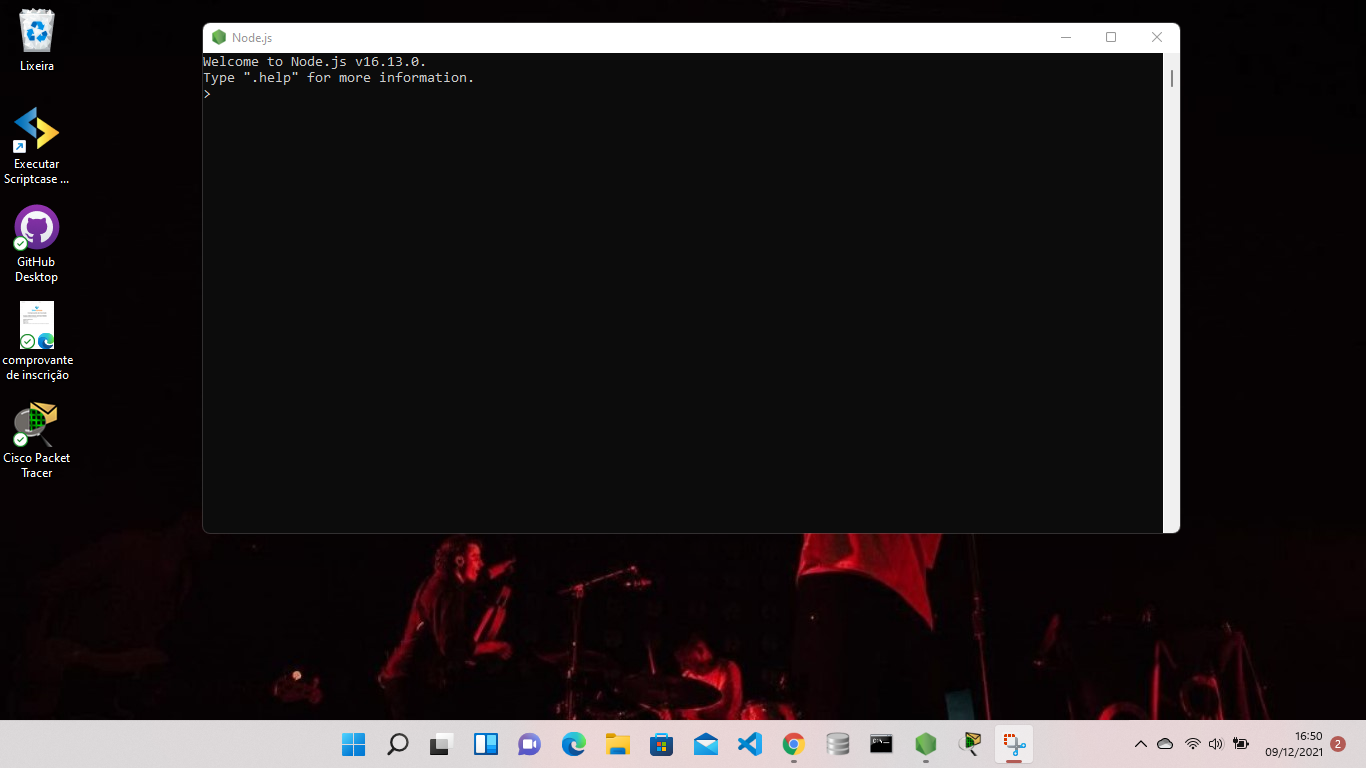 Lixeira
Executar
Scriptcase ...
GitHub
Desktop
comprovante
de inscrição
Cisco Packet
Tracer
Node.js
Welcome to Node.js v16.13.0.
Type ".help" for more information.
>
16:50
09/12/2021
2